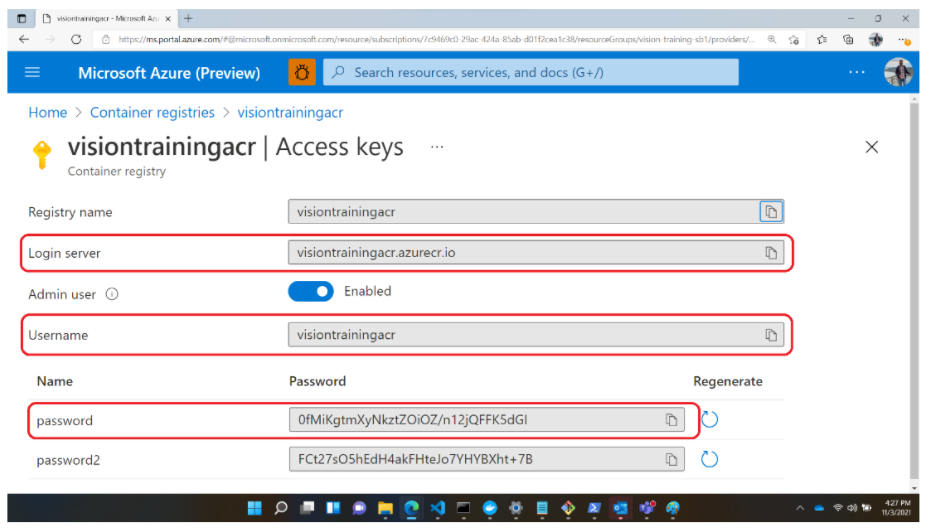 visiontrainingacr - Microsoft Azu
https://ms.portal.azure.com/#@microsoft.onmicrosoft.com/resource/subscriptions/7c9469c0-29ac-424a-85ab-d01f2cea1c38/resourceGroups/vision-training-sb1/providers/...
Microsoft Azure (Preview)
Search resources, services, and docs (G+/)
Home > Container registries > visiontrainingacr
visiontrainingacr | Access keys ...
Container registry
Registry name visiontrainingacr
Login server visiontrainingacr.azurecr.io
Admin user Enabled
Username visiontrainingacr
Name Password Regenerate
password 0fMiKgtmXyNkztZOiOZ/n12jQFFK5dGI
password2 FCt27sO5hEdH4akFHteJo7YHYBXht+7B
4:27 PM
11/3/2021